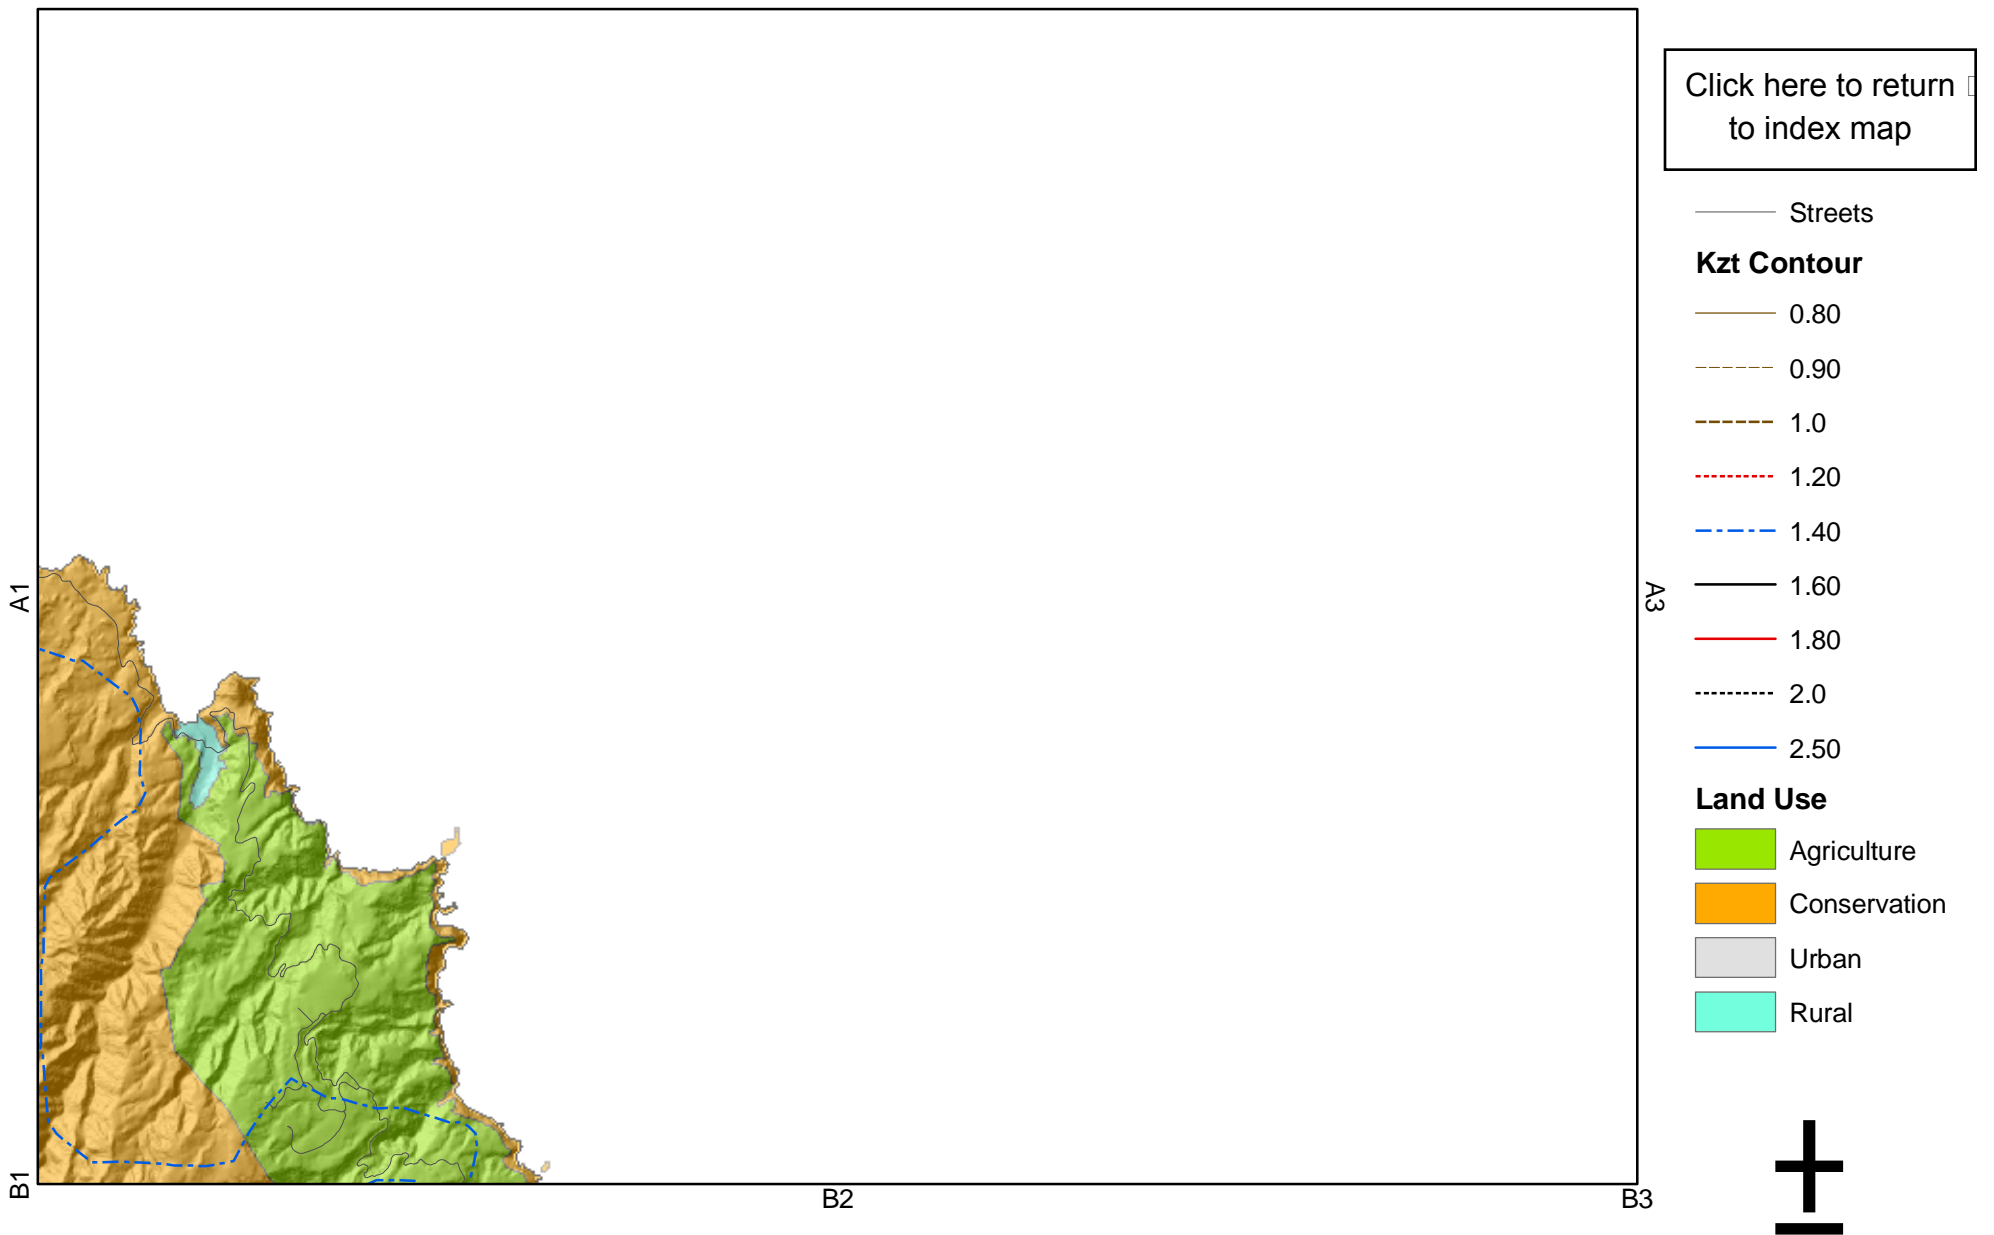 Click here to return
to index map
Streets
Kzt Contour
0.80
0.90
1.0
1.20
1.40
1.60
1.80
2.0
2.50
Land Use
Agriculture
Conservation
Urban
Rural
A1
A3
B1
B2
B3